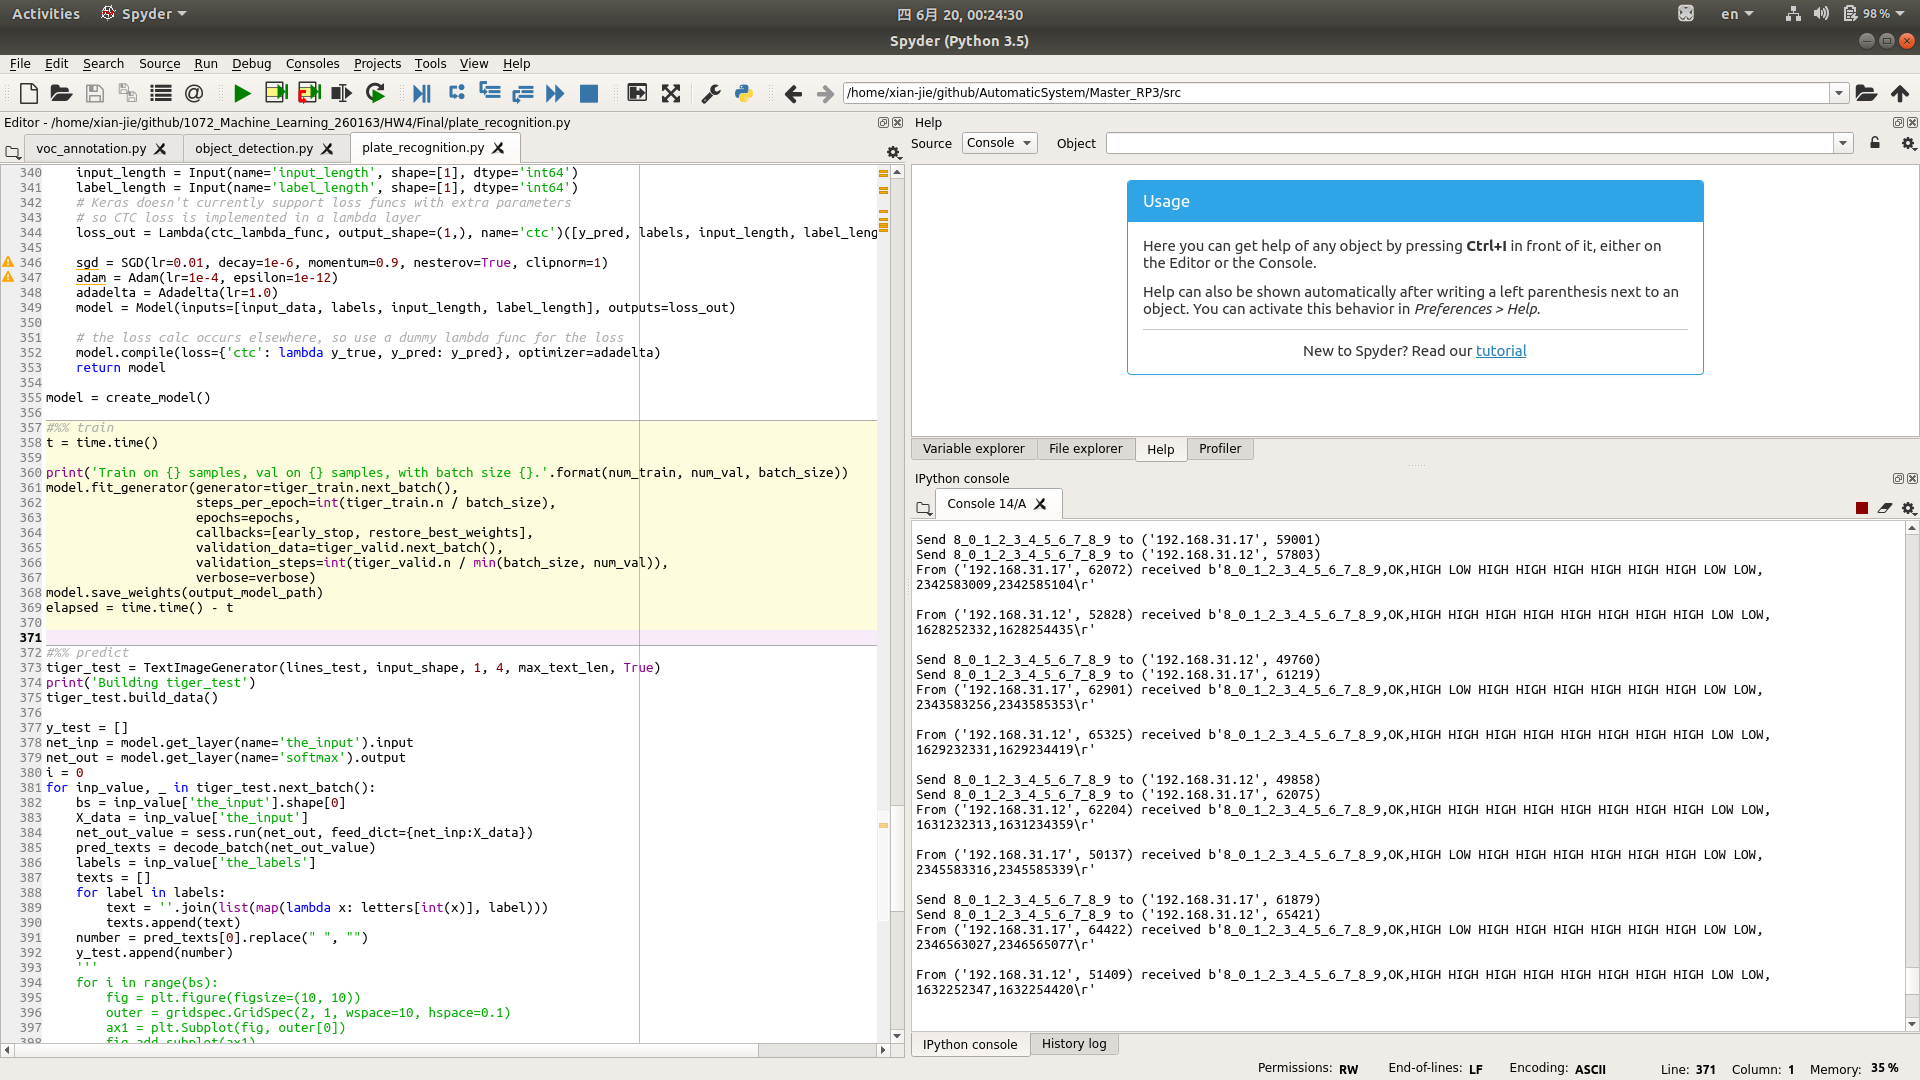 Activities
Spyder
四 6月 20, 00:24:30
en
98 %
Spyder (Python 3.5)
File Edit Search Source Run Debug Consoles Projects Tools View Help
/home/xian-jie/github/AutomaticSystem/Master_RP3/src
Editor - /home/xian-jie/github/1072_Machine_Learning_260163/HW4/Final/plate_recognition.py
voc_annotation.py
object_detection.py
plate_recognition.py
340     input_length = Input(name='input_length', shape=[1], dtype='int64')
341     label_length = Input(name='label_length', shape=[1], dtype='int64')
342     # Keras doesn't currently support loss funcs with extra parameters
343     # so CTC loss is implemented in a lambda layer
344     loss_out = Lambda(ctc_lambda_func, output_shape=(1,), name='ctc')([y_pred, labels, input_length, label_leng
345
346     sgd = SGD(lr=0.01, decay=1e-6, momentum=0.9, nesterov=True, clipnorm=1)
347     adam = Adam(lr=1e-4, epsilon=1e-12)
348     adadelta = Adadelta(lr=1.0)
349     model = Model(inputs=[input_data, labels, input_length, label_length], outputs=loss_out)
350
351     # the loss calc occurs elsewhere, so use a dummy lambda func for the loss
352     model.compile(loss={'ctc': lambda y_true, y_pred: y_pred}, optimizer=adadelta)
353     return model
354
355 model = create_model()
356
357 #%% train
358 t = time.time()
359
360 print('Train on {} samples, val on {} samples, with batch size {}.'.format(num_train, num_val, batch_size))
361 model.fit_generator(generator=tiger_train.next_batch(),
362                     steps_per_epoch=int(tiger_train.n / batch_size),
363                     epochs=epochs,
364                     callbacks=[early_stop, restore_best_weights],
365                     validation_data=tiger_valid.next_batch(),
366                     validation_steps=int(tiger_valid.n / min(batch_size, num_val)),
367                     verbose=verbose)
368 model.save_weights(output_model_path)
369 elapsed = time.time() - t
370
371
372 #%% predict
373 tiger_test = TextImageGenerator(lines_test, input_shape, 1, 4, max_text_len, True)
374 print('Building tiger_test')
375 tiger_test.build_data()
376
377 y_test = []
378 net_inp = model.get_layer(name='the_input').input
379 net_out = model.get_layer(name='softmax').output
380 i = 0
381 for inp_value, _ in tiger_test.next_batch():
382     bs = inp_value['the_input'].shape[0]
383     X_data = inp_value['the_input']
384     net_out_value = sess.run(net_out, feed_dict={net_inp:X_data})
385     pred_texts = decode_batch(net_out_value)
386     labels = inp_value['the_labels']
387     texts = []
388     for label in labels:
389         text = ''.join(list(map(lambda x: letters[int(x)], label)))
390         texts.append(text)
391     number = pred_texts[0].replace(" ", "")
392     y_test.append(number)
393     '''
394     for i in range(bs):
395         fig = plt.figure(figsize=(10, 10))
396         outer = gridspec.GridSpec(2, 1, wspace=10, hspace=0.1)
397         ax1 = plt.Subplot(fig, outer[0])
398         fig.add_subplot(ax1)
Help
Source Console Object
Usage
Here you can get help of any object by pressing Ctrl+I in front of it, either on
the Editor or the Console.
Help can also be shown automatically after writing a left parenthesis next to an
object. You can activate this behavior in Preferences > Help.
New to Spyder? Read our tutorial
Variable explorer
File explorer
Help
Profiler
IPython console
Console 14/A
Send 8_0_1_2_3_4_5_6_7_8_9 to ('192.168.31.17', 59001)
Send 8_0_1_2_3_4_5_6_7_8_9 to ('192.168.31.12', 57803)
From ('192.168.31.17', 62072) received b'8_0_1_2_3_4_5_6_7_8_9,OK,HIGH LOW HIGH HIGH HIGH HIGH HIGH HIGH LOW LOW,
2342583009,2342585104\r'
From ('192.168.31.12', 52828) received b'8_0_1_2_3_4_5_6_7_8_9,OK,HIGH HIGH HIGH HIGH HIGH HIGH HIGH HIGH LOW LOW,
1628252332,1628254435\r'
Send 8_0_1_2_3_4_5_6_7_8_9 to ('192.168.31.12', 49760)
Send 8_0_1_2_3_4_5_6_7_8_9 to ('192.168.31.17', 61219)
From ('192.168.31.17', 62901) received b'8_0_1_2_3_4_5_6_7_8_9,OK,HIGH LOW HIGH HIGH HIGH HIGH HIGH HIGH LOW LOW,
2343583256,2343585353\r'
From ('192.168.31.12', 65325) received b'8_0_1_2_3_4_5_6_7_8_9,OK,HIGH HIGH HIGH HIGH HIGH HIGH HIGH HIGH LOW LOW,
1629232331,1629234419\r'
Send 8_0_1_2_3_4_5_6_7_8_9 to ('192.168.31.12', 49858)
Send 8_0_1_2_3_4_5_6_7_8_9 to ('192.168.31.17', 62075)
From ('192.168.31.12', 62204) received b'8_0_1_2_3_4_5_6_7_8_9,OK,HIGH HIGH HIGH HIGH HIGH HIGH HIGH HIGH LOW LOW,
1631232313,1631234359\r'
From ('192.168.31.17', 50137) received b'8_0_1_2_3_4_5_6_7_8_9,OK,HIGH LOW HIGH HIGH HIGH HIGH HIGH HIGH LOW LOW,
2345583316,2345585339\r'
Send 8_0_1_2_3_4_5_6_7_8_9 to ('192.168.31.17', 61879)
Send 8_0_1_2_3_4_5_6_7_8_9 to ('192.168.31.12', 65421)
From ('192.168.31.17', 64422) received b'8_0_1_2_3_4_5_6_7_8_9,OK,HIGH LOW HIGH HIGH HIGH HIGH HIGH HIGH LOW LOW,
2346563027,2346565077\r'
From ('192.168.31.12', 51409) received b'8_0_1_2_3_4_5_6_7_8_9,OK,HIGH HIGH HIGH HIGH HIGH HIGH HIGH HIGH LOW LOW,
1632252347,1632254420\r'
IPython console
History log
Permissions: RW End-of-lines: LF Encoding: ASCII Line: 371 Column: 1 Memory: 35 %